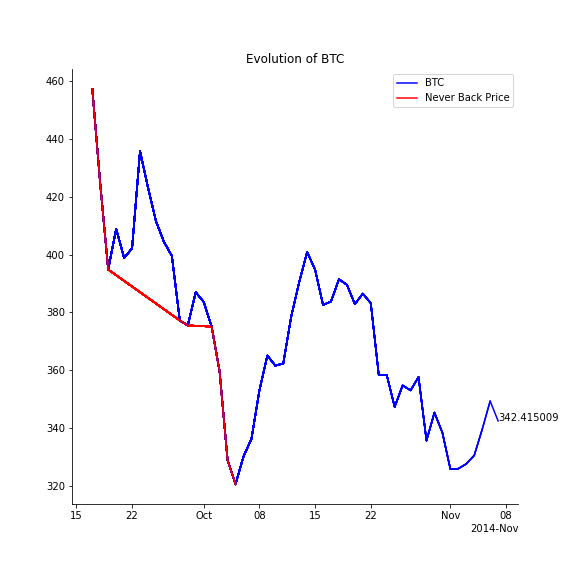 Evolution of BTC
BTC
Never Back Price
460
440
420
400
380
360
340
320
342.415009
15 22 Oct 08 15 22 Nov 08
2014-Nov